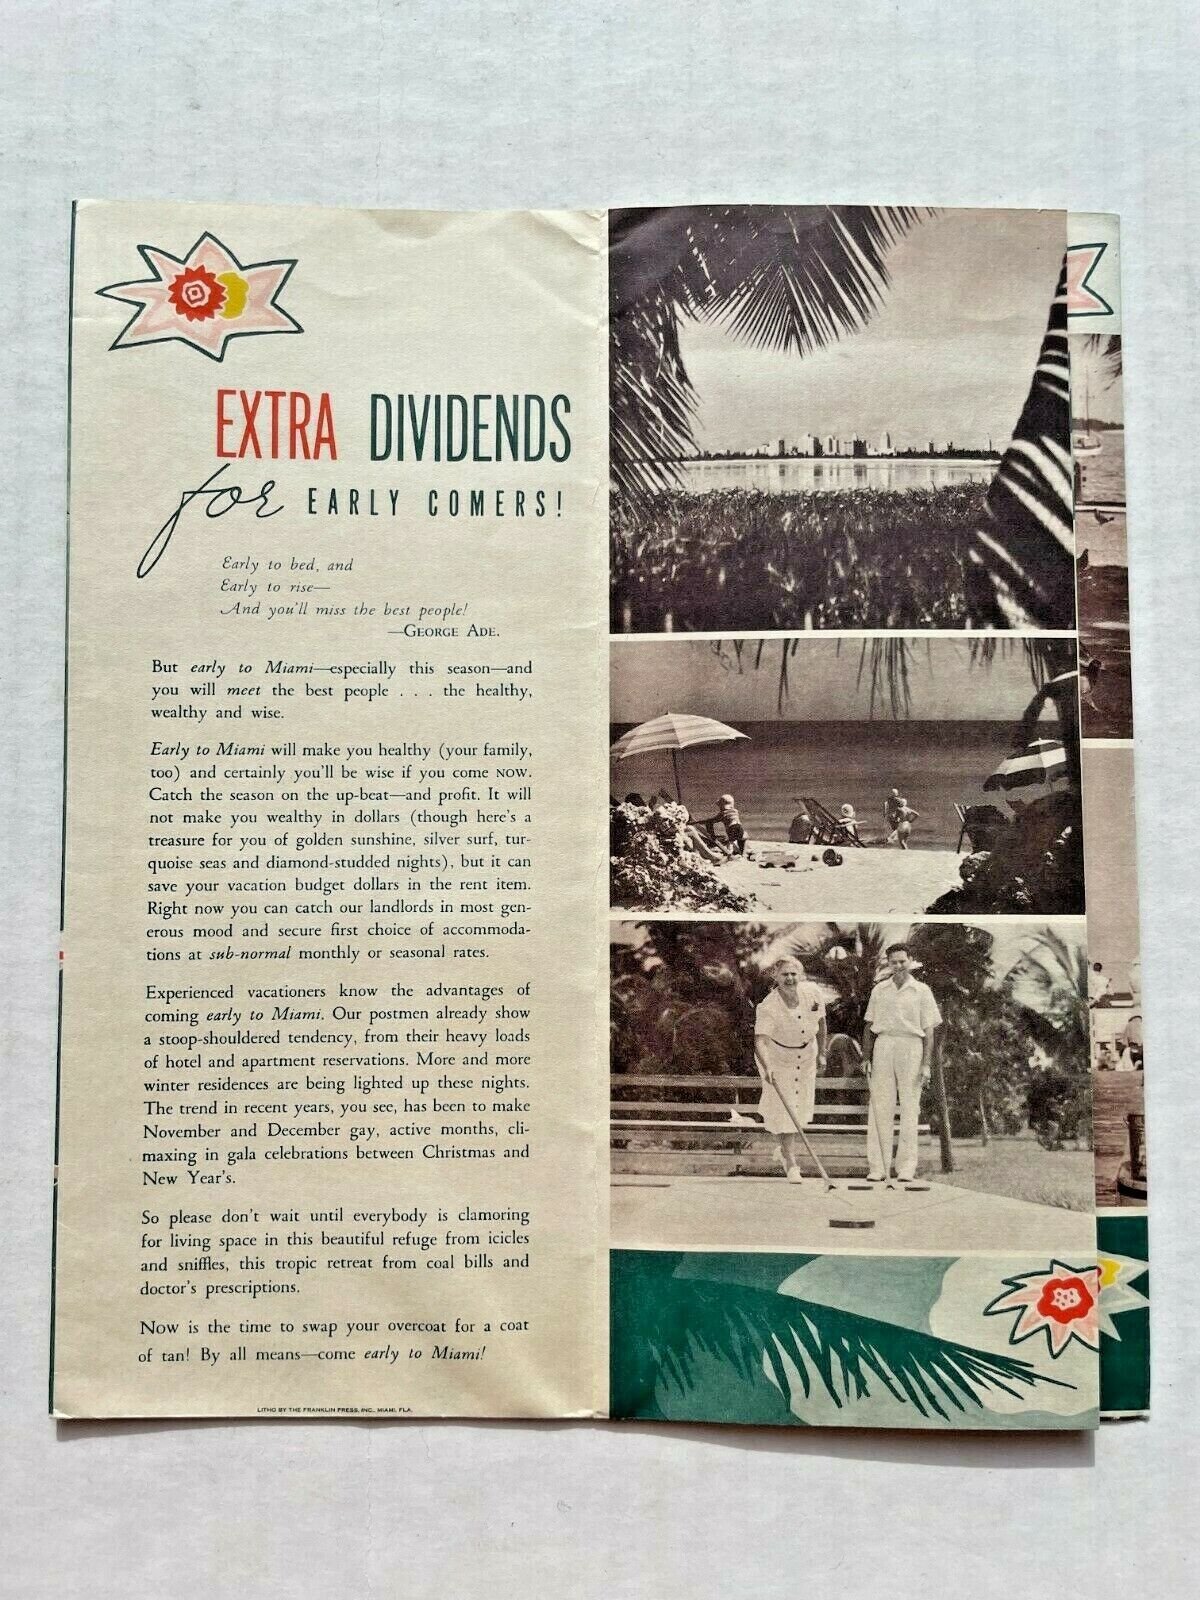 EXTRA DIVIDENDS
for EARLY COMERS!
Early to bed, and
Early to rise—
And you'll miss the best people!
—GEORGE ADE.
But early to Miami—especially this season—and
you will meet the best people . . . the healthy,
wealthy and wise.
Early to Miami will make you healthy (your family,
too) and certainly you'll be wise if you come NOW.
Catch the season on the up-beat—and profit. It will
not make you wealthy in dollars (though here's a
treasure for you of golden sunshine, silver surf, tur-
quoise seas and diamond-studded nights), but it can
save your vacation budget dollars in the rent item.
Right now you can catch our landlords in most gen-
erous mood and secure first choice of accommoda-
tions at sub-normal monthly or seasonal rates.
Experienced vacationers know the advantages of
coming early to Miami. Our postmen already show
a stoop-shouldered tendency, from their heavy loads
of hotel and apartment reservations. More and more
winter residences are being lighted up these nights.
The trend in recent years, you see, has been to make
November and December gay, active months, cli-
maxing in gala celebrations between Christmas and
New Year's.
So please don't wait until everybody is clamoring
for living space in this beautiful refuge from icicles
and sniffles, this tropic retreat from coal bills and
doctor's prescriptions.
NOW is the time to swap your overcoat for a coat
of tan! By all means—come early to Miami!
LITHO BY THE FRANKLIN PRESS, INC., MIAMI, FLA.